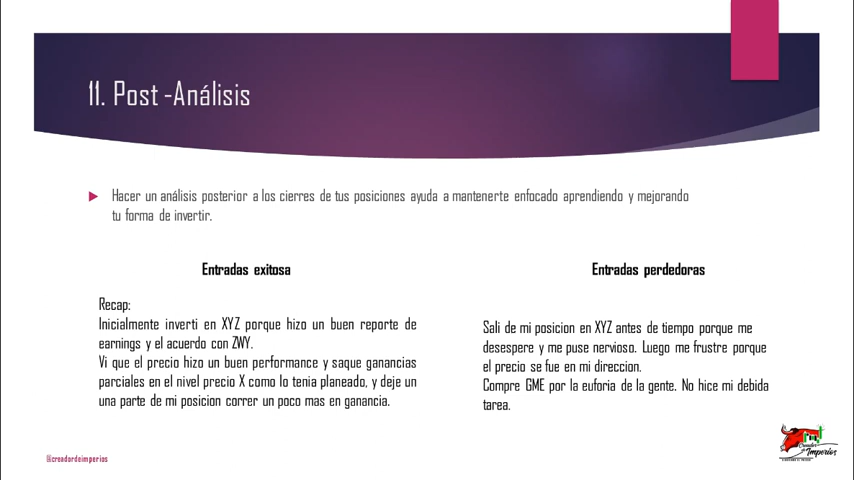 11. Post -Análisis
Hacer un análisis posterior a los cierres de tus posiciones ayuda a mantenerte enfocado aprendiendo y mejorando
tu forma de invertir.
Entradas exitosa
Recap:
Inicialmente inverti en XYZ porque hizo un buen reporte de
earnings y el acuerdo con ZWY.
Vi que el precio hizo un buen performance y saque ganancias
parciales en el nivel precio X como lo tenia planeado, y deje un
una parte de mi posicion correr un poco mas en ganancia.
Entradas perdedoras
Sali de mi posicion en XYZ antes de tiempo porque me
desespere y me puse nervioso. Luego me frustre porque
el precio se fue en mi direccion.
Compre GME por la euforia de la gente. No hice mi debida
tarea.
@creadordeimperios
Creador
Imperios